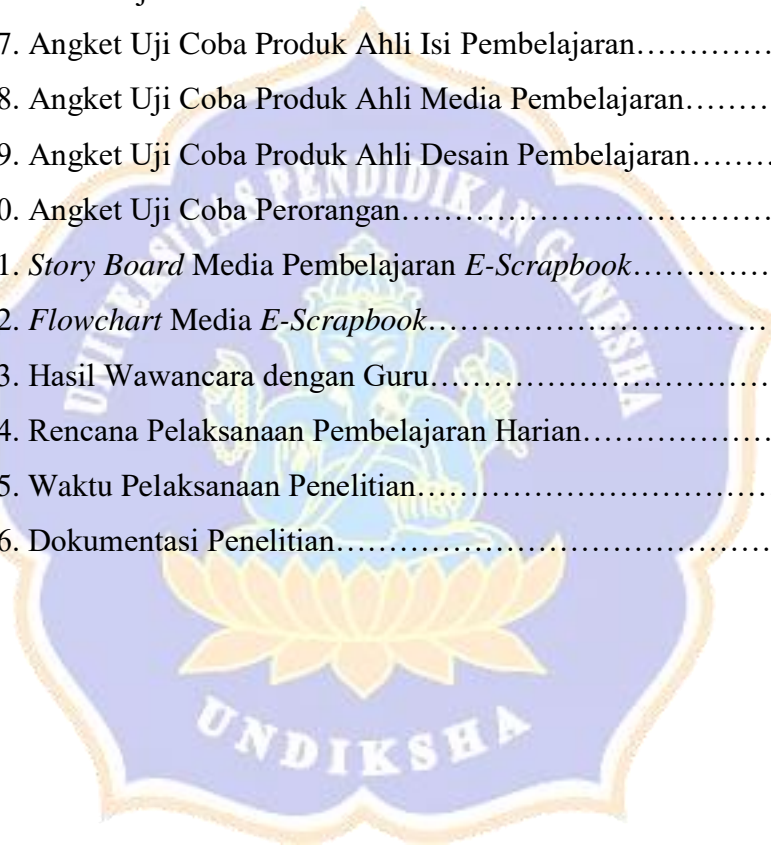 7. Angket Uji Coba Produk Ahli Isi Pembelajaran……………
8. Angket Uji Coba Produk Ahli Media Pembelajaran………
9. Angket Uji Coba Produk Ahli Desain Pembelajaran………
0. Angket Uji Coba Perorangan…………………………………
1. Story Board Media Pembelajaran E-Scrapbook……………
2. Flowchart Media E-Scrapbook………………………………
3. Hasil Wawancara dengan Guru………………………………
4. Rencana Pelaksanaan Pembelajaran Harian…………………
5. Waktu Pelaksanaan Penelitian………………………………
6. Dokumentasi Penelitian………………………………………
UNIVERSITAS PENDIDIKAN GANESHA
UNDIKSHA